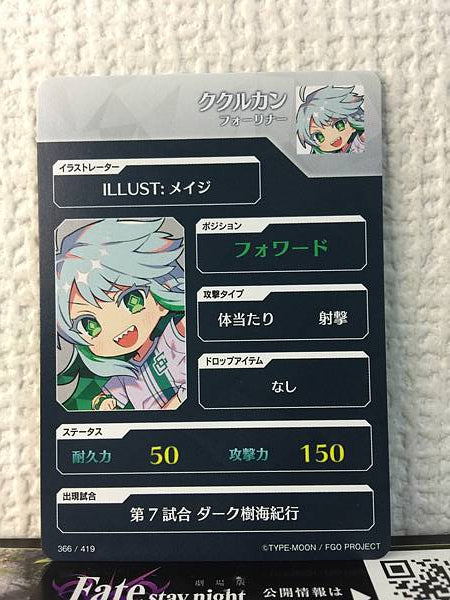 ククルカン
フォーリナー
イラストレーター
ILLUST: メイジ
ポジション
フォワード
攻撃タイプ
体当たり 射撃
ドロップアイテム
なし
ステータス
耐久力 50 攻撃力 150
出現試合
第7試合 ダーク樹海紀行
366 / 419
©TYPE-MOON / FGO PROJECT
劇場版
Fate stay night
公開情報は